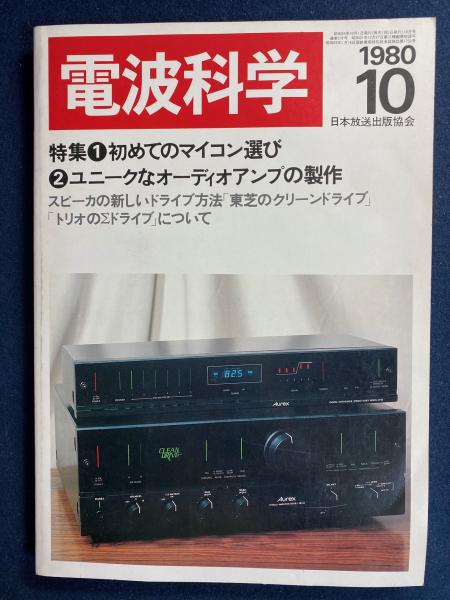 電波科学
1980
10
日本放送出版協会
特集❶初めてのマイコン選び
❷ユニークなオーディオアンプの製作
スピーカの新しいドライブ方法「東芝のクリーンドライブ」
「トリオのΣドライブ」について
82.5
Aurex
CLEAN DRIVE
Aurex